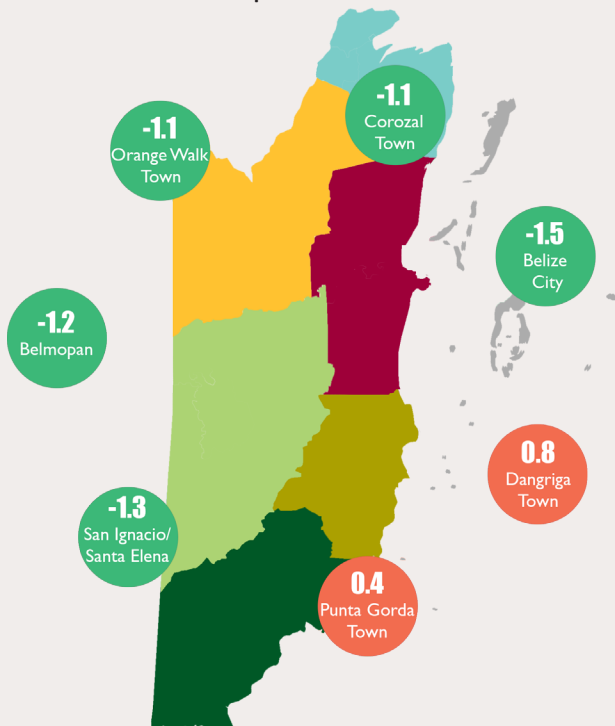 -1.1
Corozal
Town
-1.1
Orange Walk
Town
-1.5
Belize
City
-1.2
Belmopan
0.8
Dangriga
Town
-1.3
San Ignacio/
Santa Elena
0.4
Punta Gorda
Town